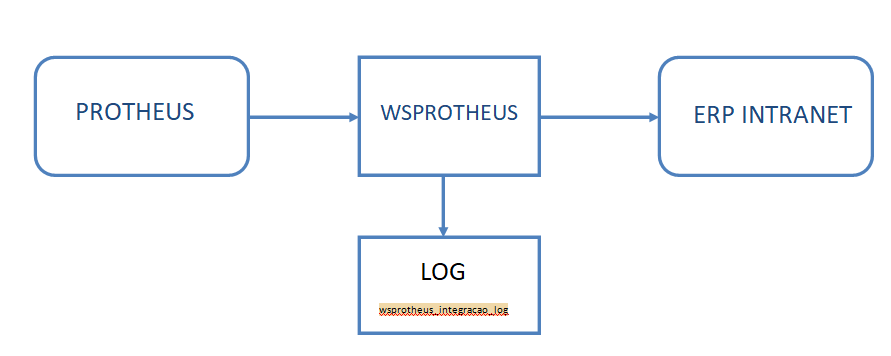 PROTHEUS
WSPROTHEUS
ERP INTRANET
LOG
wsprotheus_integracao_log